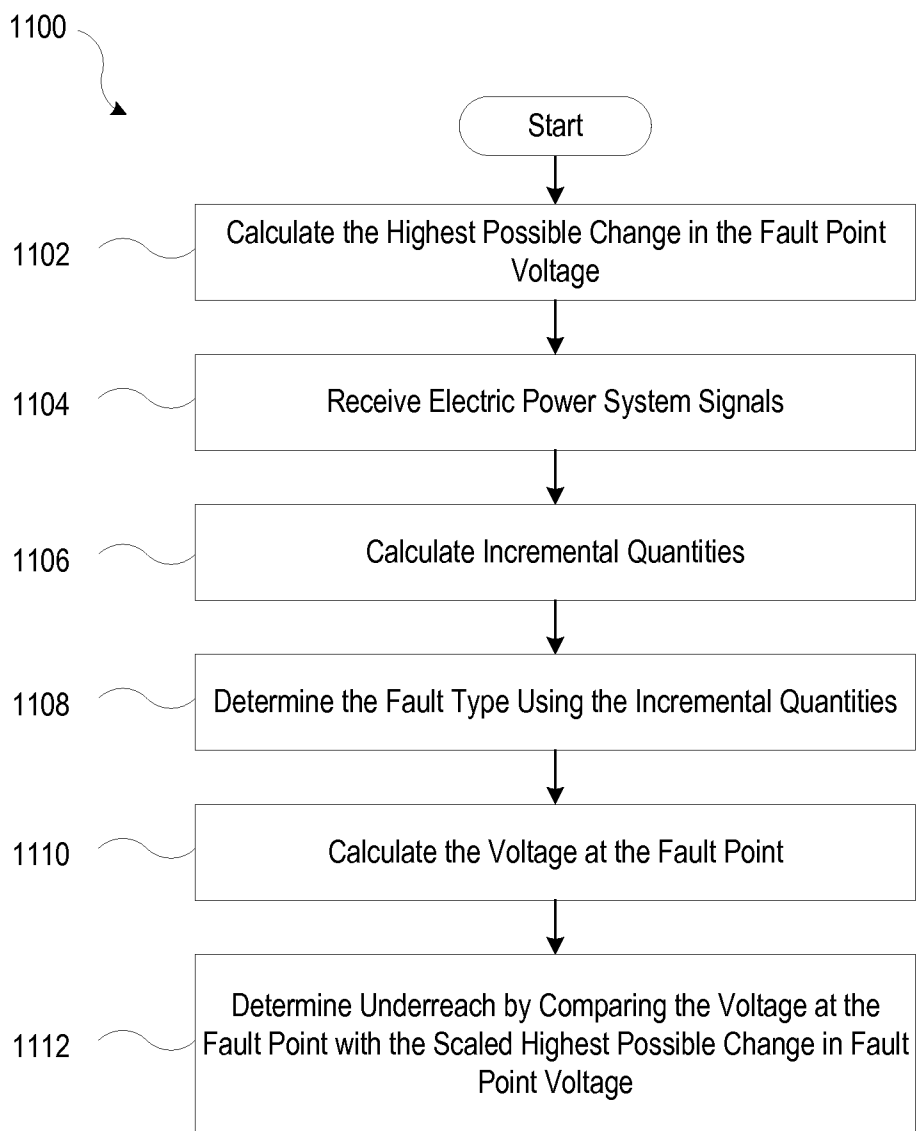 1100
Start
1102
Calculate the Highest Possible Change in the Fault Point
Voltage
1104
Receive Electric Power System Signals
1106
Calculate Incremental Quantities
1108
Determine the Fault Type Using the Incremental Quantities
1110
Calculate the Voltage at the Fault Point
1112
Determine Underreach by Comparing the Voltage at the
Fault Point with the Scaled Highest Possible Change in Fault
Point Voltage